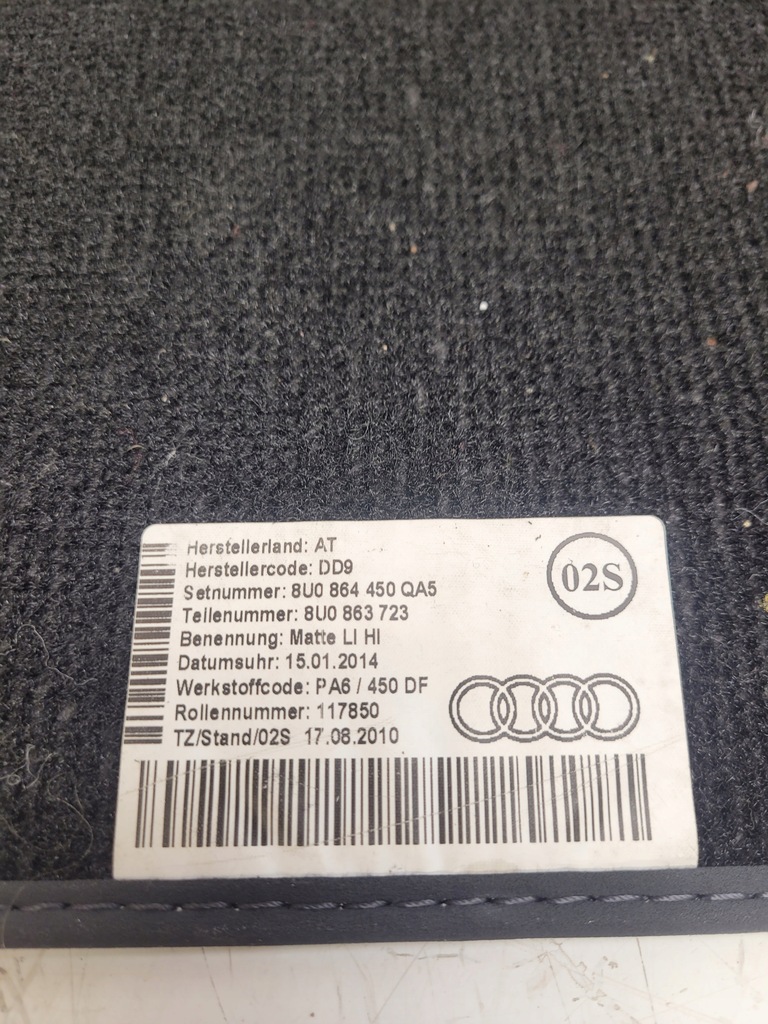 Herstellerland: AT
Herstellercode: DD9
Setnummer: 8U0 864 450 QA5
Teilenummer: 8U0 863 723
Benennung: Matte LI HI
Datumsuhr: 15.01.2014
Werkstoffcode: PA6 / 450 DF
Rollennummer: 117850
TZ/Stand/02S 17.08.2010
02S